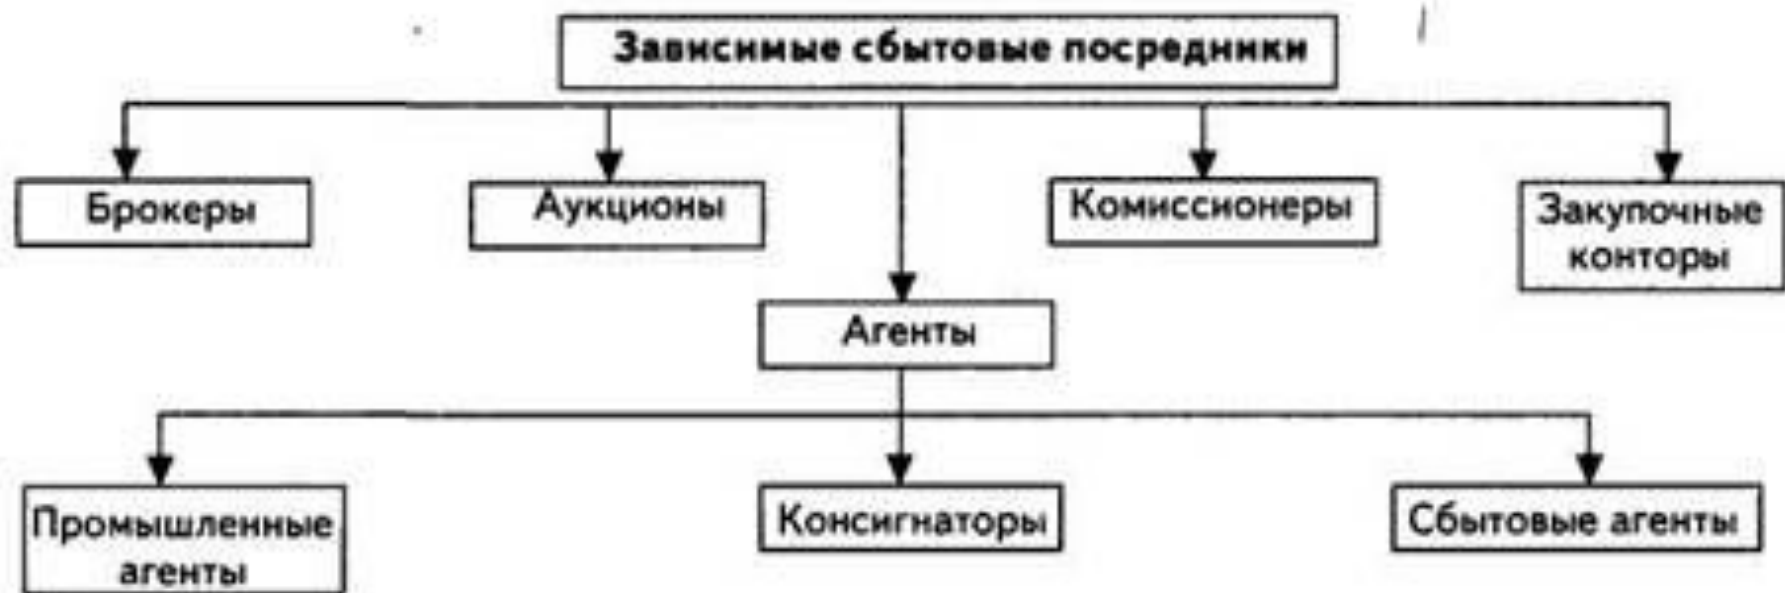 Зависимые сбытовые посредники
Брокеры
Аукционы
Комиссионеры
Закупочные
конторы
Агенты
Промышленные
агенты
Консигнаторы
Сбытовые агенты